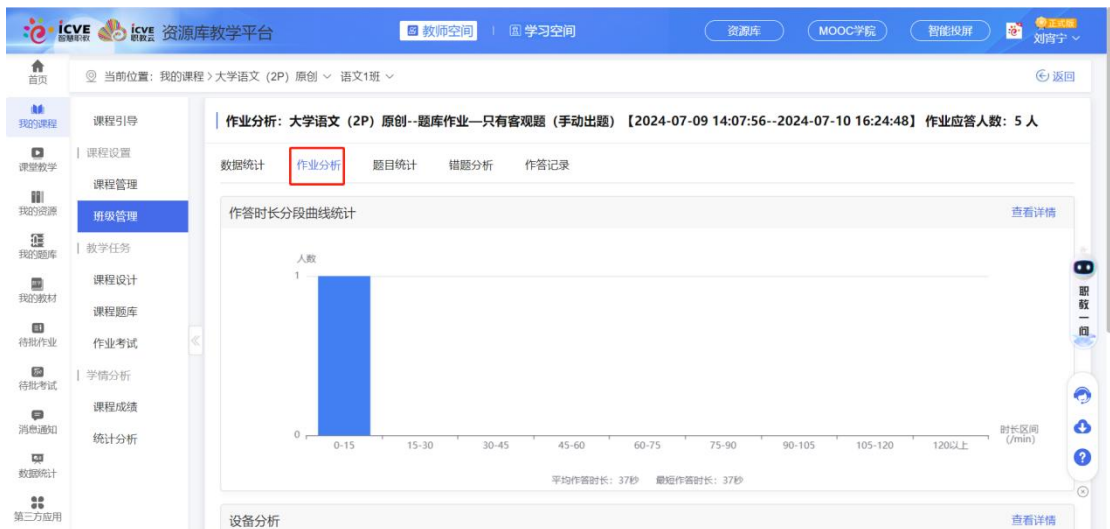 icve 智慧职教 icve 职教云 资源库教学平台 教师空间 学习空间 资源库 MOOC学院 智能投屏 正式版 刘宵宁
首页
当前位置：我的课程 > 大学语文（2P）原创 语文1班 返回
我的课程
课堂教学
我的资源
我的题库
我的教材
待批作业
待批考试
消息通知
数据统计
第三方应用
课程引导
课程设置
课程管理
班级管理
教学任务
课程设计
课程题库
作业考试
学情分析
课程成绩
统计分析
作业分析：大学语文（2P）原创--题库作业—只有客观题（手动出题）【2024-07-09 14:07:56--2024-07-10 16:24:48】 作业应答人数：5 人
数据统计 作业分析 题目统计 错题分析 作答记录
作答时长分段曲线统计 查看详情
人数
1
0
0-15 15-30 30-45 45-60 60-75 75-90 90-105 105-120 120以上
时长区间
(/min)
平均作答时长：37秒 最短作答时长：37秒
设备分析 查看详情
职教一问